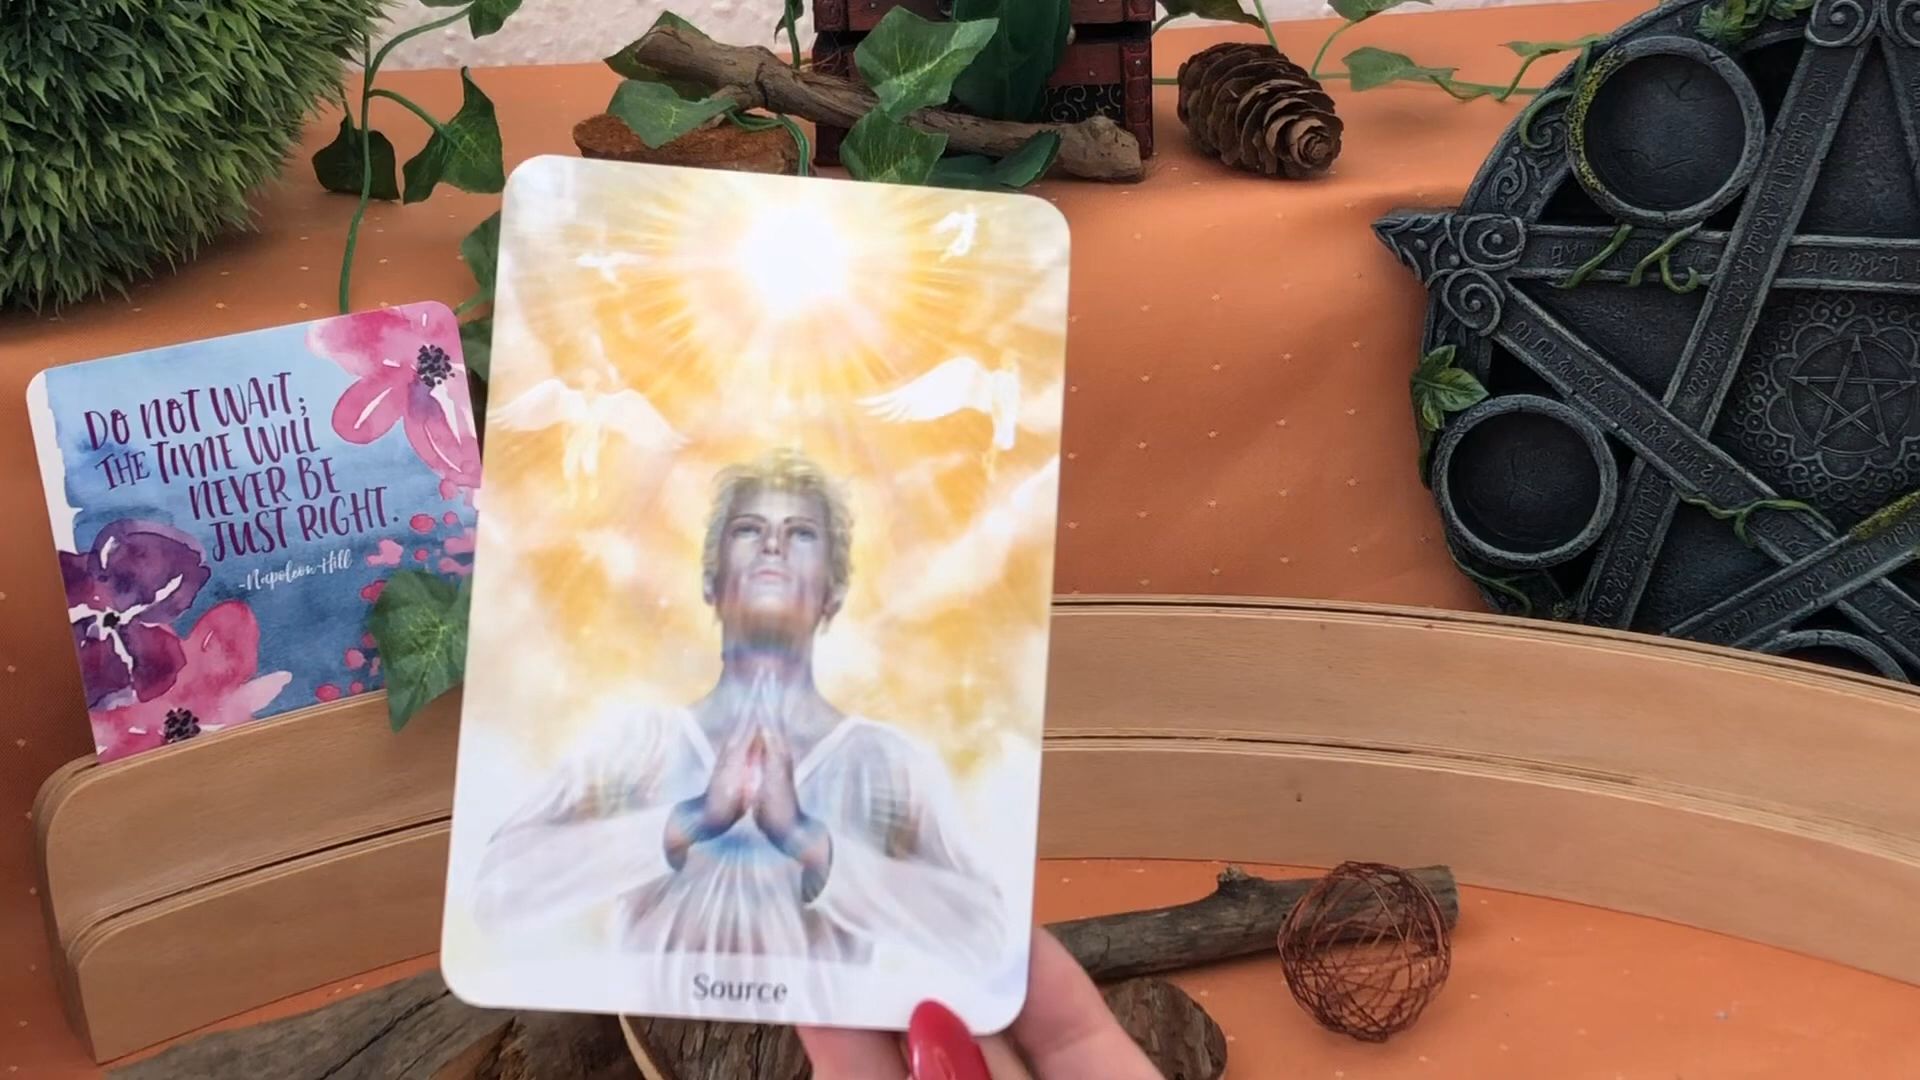 DO NOT WAIT;
THE TIME WILL
NEVER BE
JUST RIGHT.
-Napoleon Hill
Source